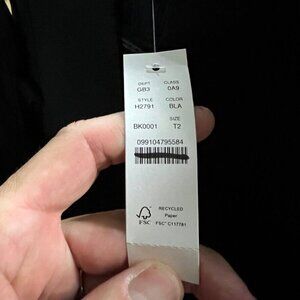 DEPT CLASS
GB3 0A9
STYLE COLOR
H2791 BLA
SIZE
BK0001 T2
099104795584
FSC
RECYCLED
Paper
FSC® C117781